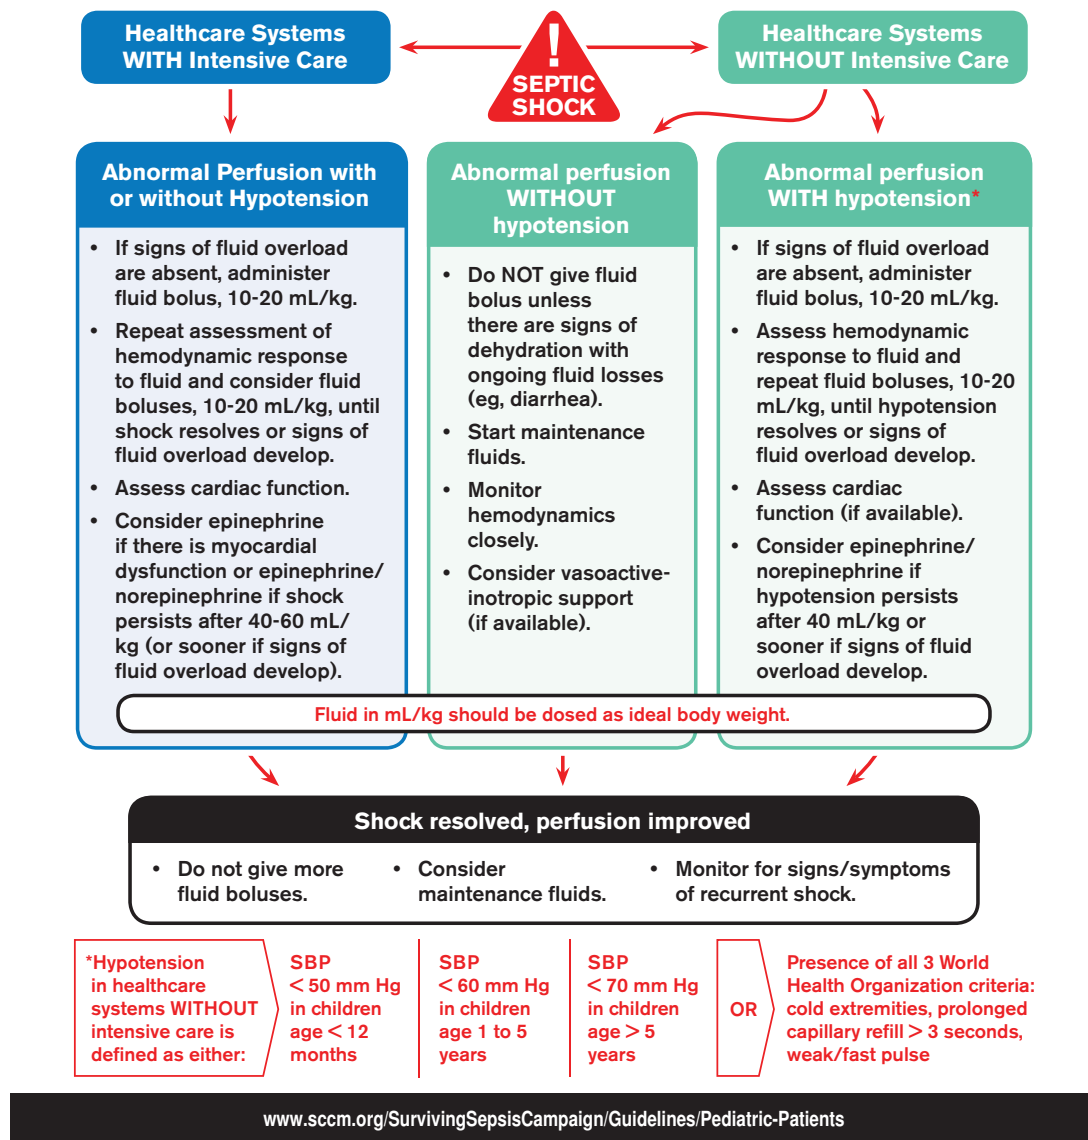 Healthcare Systems
WITH Intensive Care
!
SEPTIC
SHOCK
Healthcare Systems
WITHOUT Intensive Care
Abnormal Perfusion with
or without Hypotension
• If signs of fluid overload
are absent, administer
fluid bolus, 10-20 mL/kg.
• Repeat assessment of
hemodynamic response
to fluid and consider fluid
boluses, 10-20 mL/kg, until
shock resolves or signs of
fluid overload develop.
• Assess cardiac function.
• Consider epinephrine
if there is myocardial
dysfunction or epinephrine/
norepinephrine if shock
persists after 40-60 mL/
kg (or sooner if signs of
fluid overload develop).
Abnormal perfusion
WITHOUT
hypotension
• Do NOT give fluid
bolus unless
there are signs of
dehydration with
ongoing fluid losses
(eg, diarrhea).
• Start maintenance
fluids.
• Monitor
hemodynamics
closely.
• Consider vasoactive-
inotropic support
(if available).
Abnormal perfusion
WITH hypotension*
• If signs of fluid overload
are absent, administer
fluid bolus, 10-20 mL/kg.
• Assess hemodynamic
response to fluid and
repeat fluid boluses, 10-20
mL/kg, until hypotension
resolves or signs of
fluid overload develop.
• Assess cardiac
function (if available).
• Consider epinephrine/
norepinephrine if
hypotension persists
after 40 mL/kg or
sooner if signs of fluid
overload develop.
Fluid in mL/kg should be dosed as ideal body weight.
Shock resolved, perfusion improved
• Do not give more
fluid boluses.
• Consider
maintenance fluids.
• Monitor for signs/symptoms
of recurrent shock.
*Hypotension
in healthcare
systems WITHOUT
intensive care is
defined as either:
SBP
< 50 mm Hg
in children
age < 12
months
SBP
< 60 mm Hg
in children
age 1 to 5
years
SBP
< 70 mm Hg
in children
age > 5
years
OR
Presence of all 3 World
Health Organization criteria:
cold extremities, prolonged
capillary refill > 3 seconds,
weak/fast pulse
www.sccm.org/SurvivingSepsisCampaign/Guidelines/Pediatric-Patients